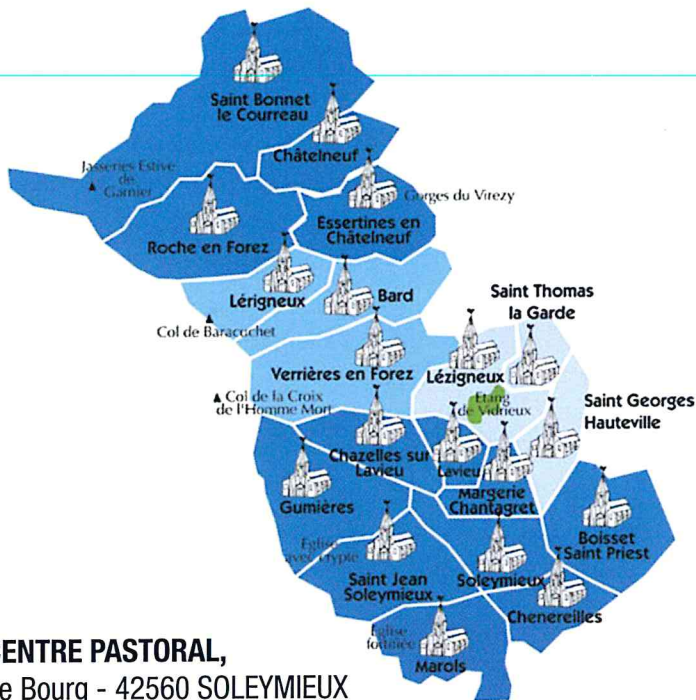 Saint Bonnet
le Courreau
Châtelneuf
Jasseries Estive
de
Garnier
Gorges du Vizezy
Essertines en
Châtelneuf
Roche en Forez
Lérigneux
Bard
Saint Thomas
la Garde
Col de Baracuchet
Verrières en Forez
Lézigneux
Etang
de Vidrieux
Col de la Croix
de l'Homme Mort
Saint Georges
Hauteville
Chazelles sur
Lavieu
Lavieu
Margerie
Chantagret
Gumières
Boisset
Saint Priest
Eglise
avec crypte
Saint Jean
Soleymieux
Soleymieux
Chenereilles
Eglise
fortifiée
Marols
CENTRE PASTORAL,
e Bourg - 42560 SOLEYMIEUX